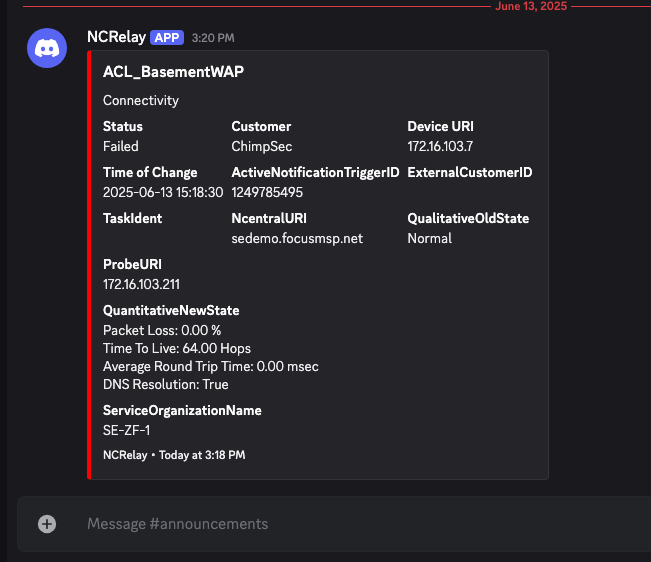 June 13, 2025
NCRelay APP 3:20 PM
ACL_BasementWAP
Connectivity
Status Customer Device URI
Failed ChimpSec 172.16.103.7
Time of Change ActiveNotificationTriggerID ExternalCustomerID
2025-06-13 15:18:30 1249785495
TaskIdent NcentralURI QualitativeOldState
sedemo.focusmsp.net Normal
ProbeURI
172.16.103.211
QuantitativeNewState
Packet Loss: 0.00 %
Time To Live: 64.00 Hops
Average Round Trip Time: 0.00 msec
DNS Resolution: True
ServiceOrganizationName
SE-ZF-1
NCRelay • Today at 3:18 PM
Message #announcements